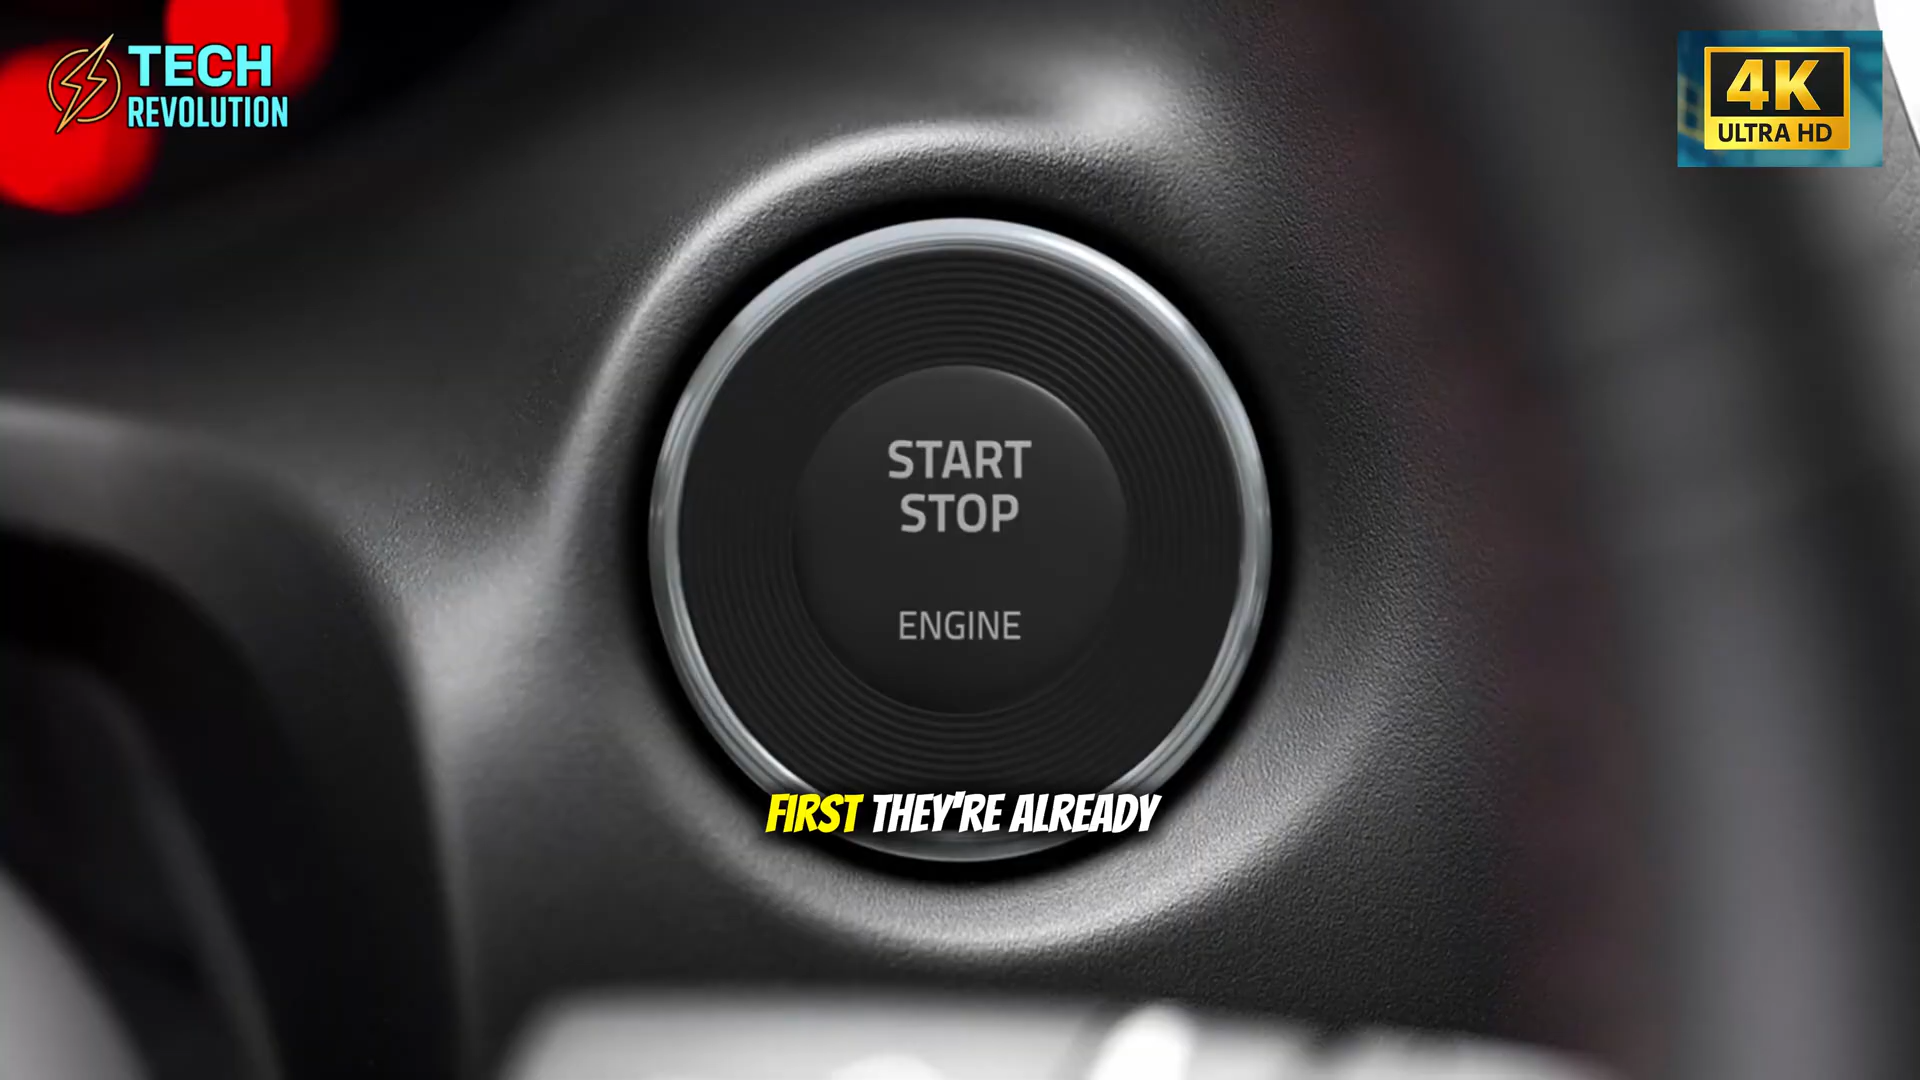 TECH
REVOLUTION
4K
ULTRA HD
START
STOP
ENGINE
FIRST THEY'RE ALREADY